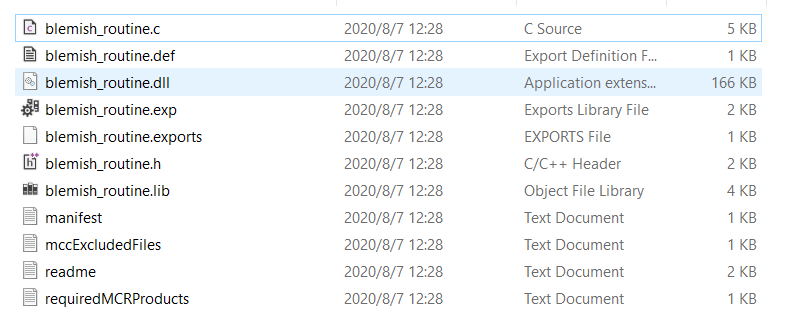 blemish_routine.c 2020/8/7 12:28 C Source 5 KB
blemish_routine.def 2020/8/7 12:28 Export Definition F... 1 KB
blemish_routine.dll 2020/8/7 12:28 Application extens... 166 KB
blemish_routine.exp 2020/8/7 12:28 Exports Library File 2 KB
blemish_routine.exports 2020/8/7 12:28 EXPORTS File 1 KB
blemish_routine.h 2020/8/7 12:28 C/C++ Header 2 KB
blemish_routine.lib 2020/8/7 12:28 Object File Library 4 KB
manifest 2020/8/7 12:28 Text Document 1 KB
mccExcludedFiles 2020/8/7 12:28 Text Document 1 KB
readme 2020/8/7 12:28 Text Document 2 KB
requiredMCRProducts 2020/8/7 12:28 Text Document 1 KB